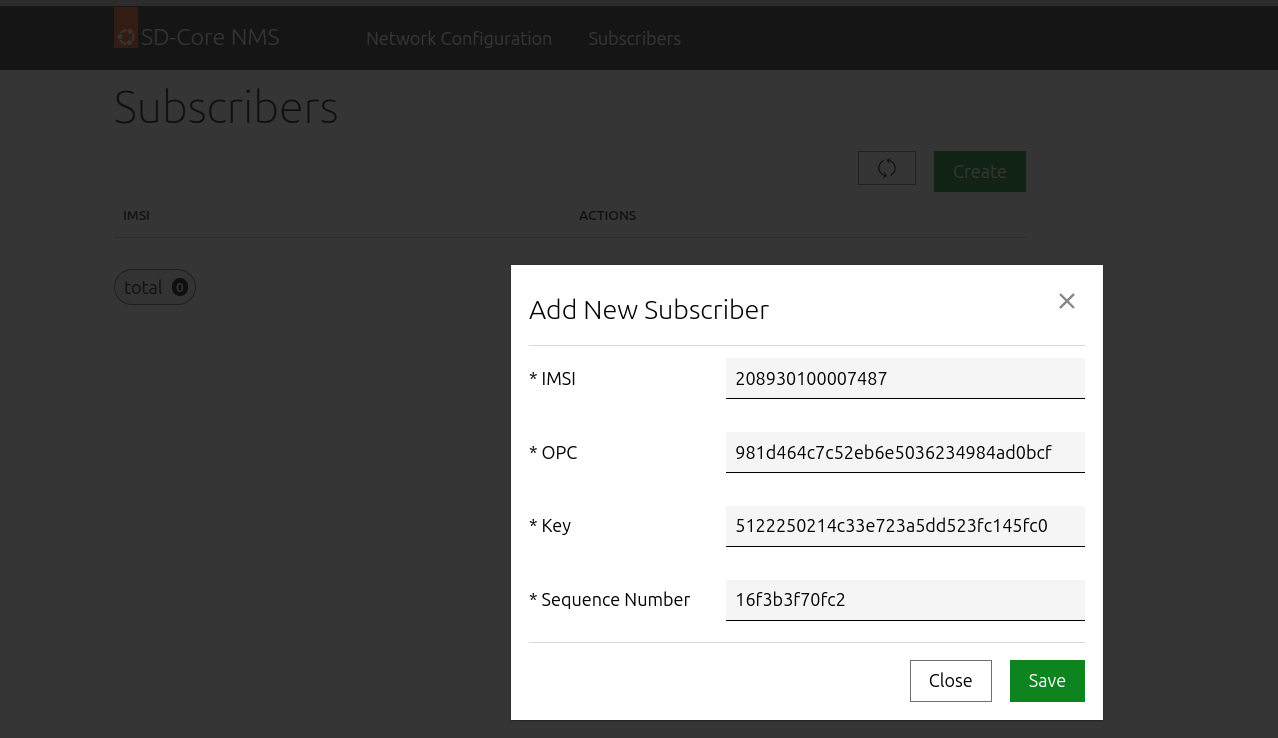 SD-Core NMS Network Configuration Subscribers
Subscribers
Create
IMSI ACTIONS
total 0
Add New Subscriber
* IMSI 208930100007487
* OPC 981d464c7c52eb6e5036234984ad0bcf
* Key 5122250214c33e723a5dd523fc145fc0
* Sequence Number 16f3b3f70fc2
Close Save